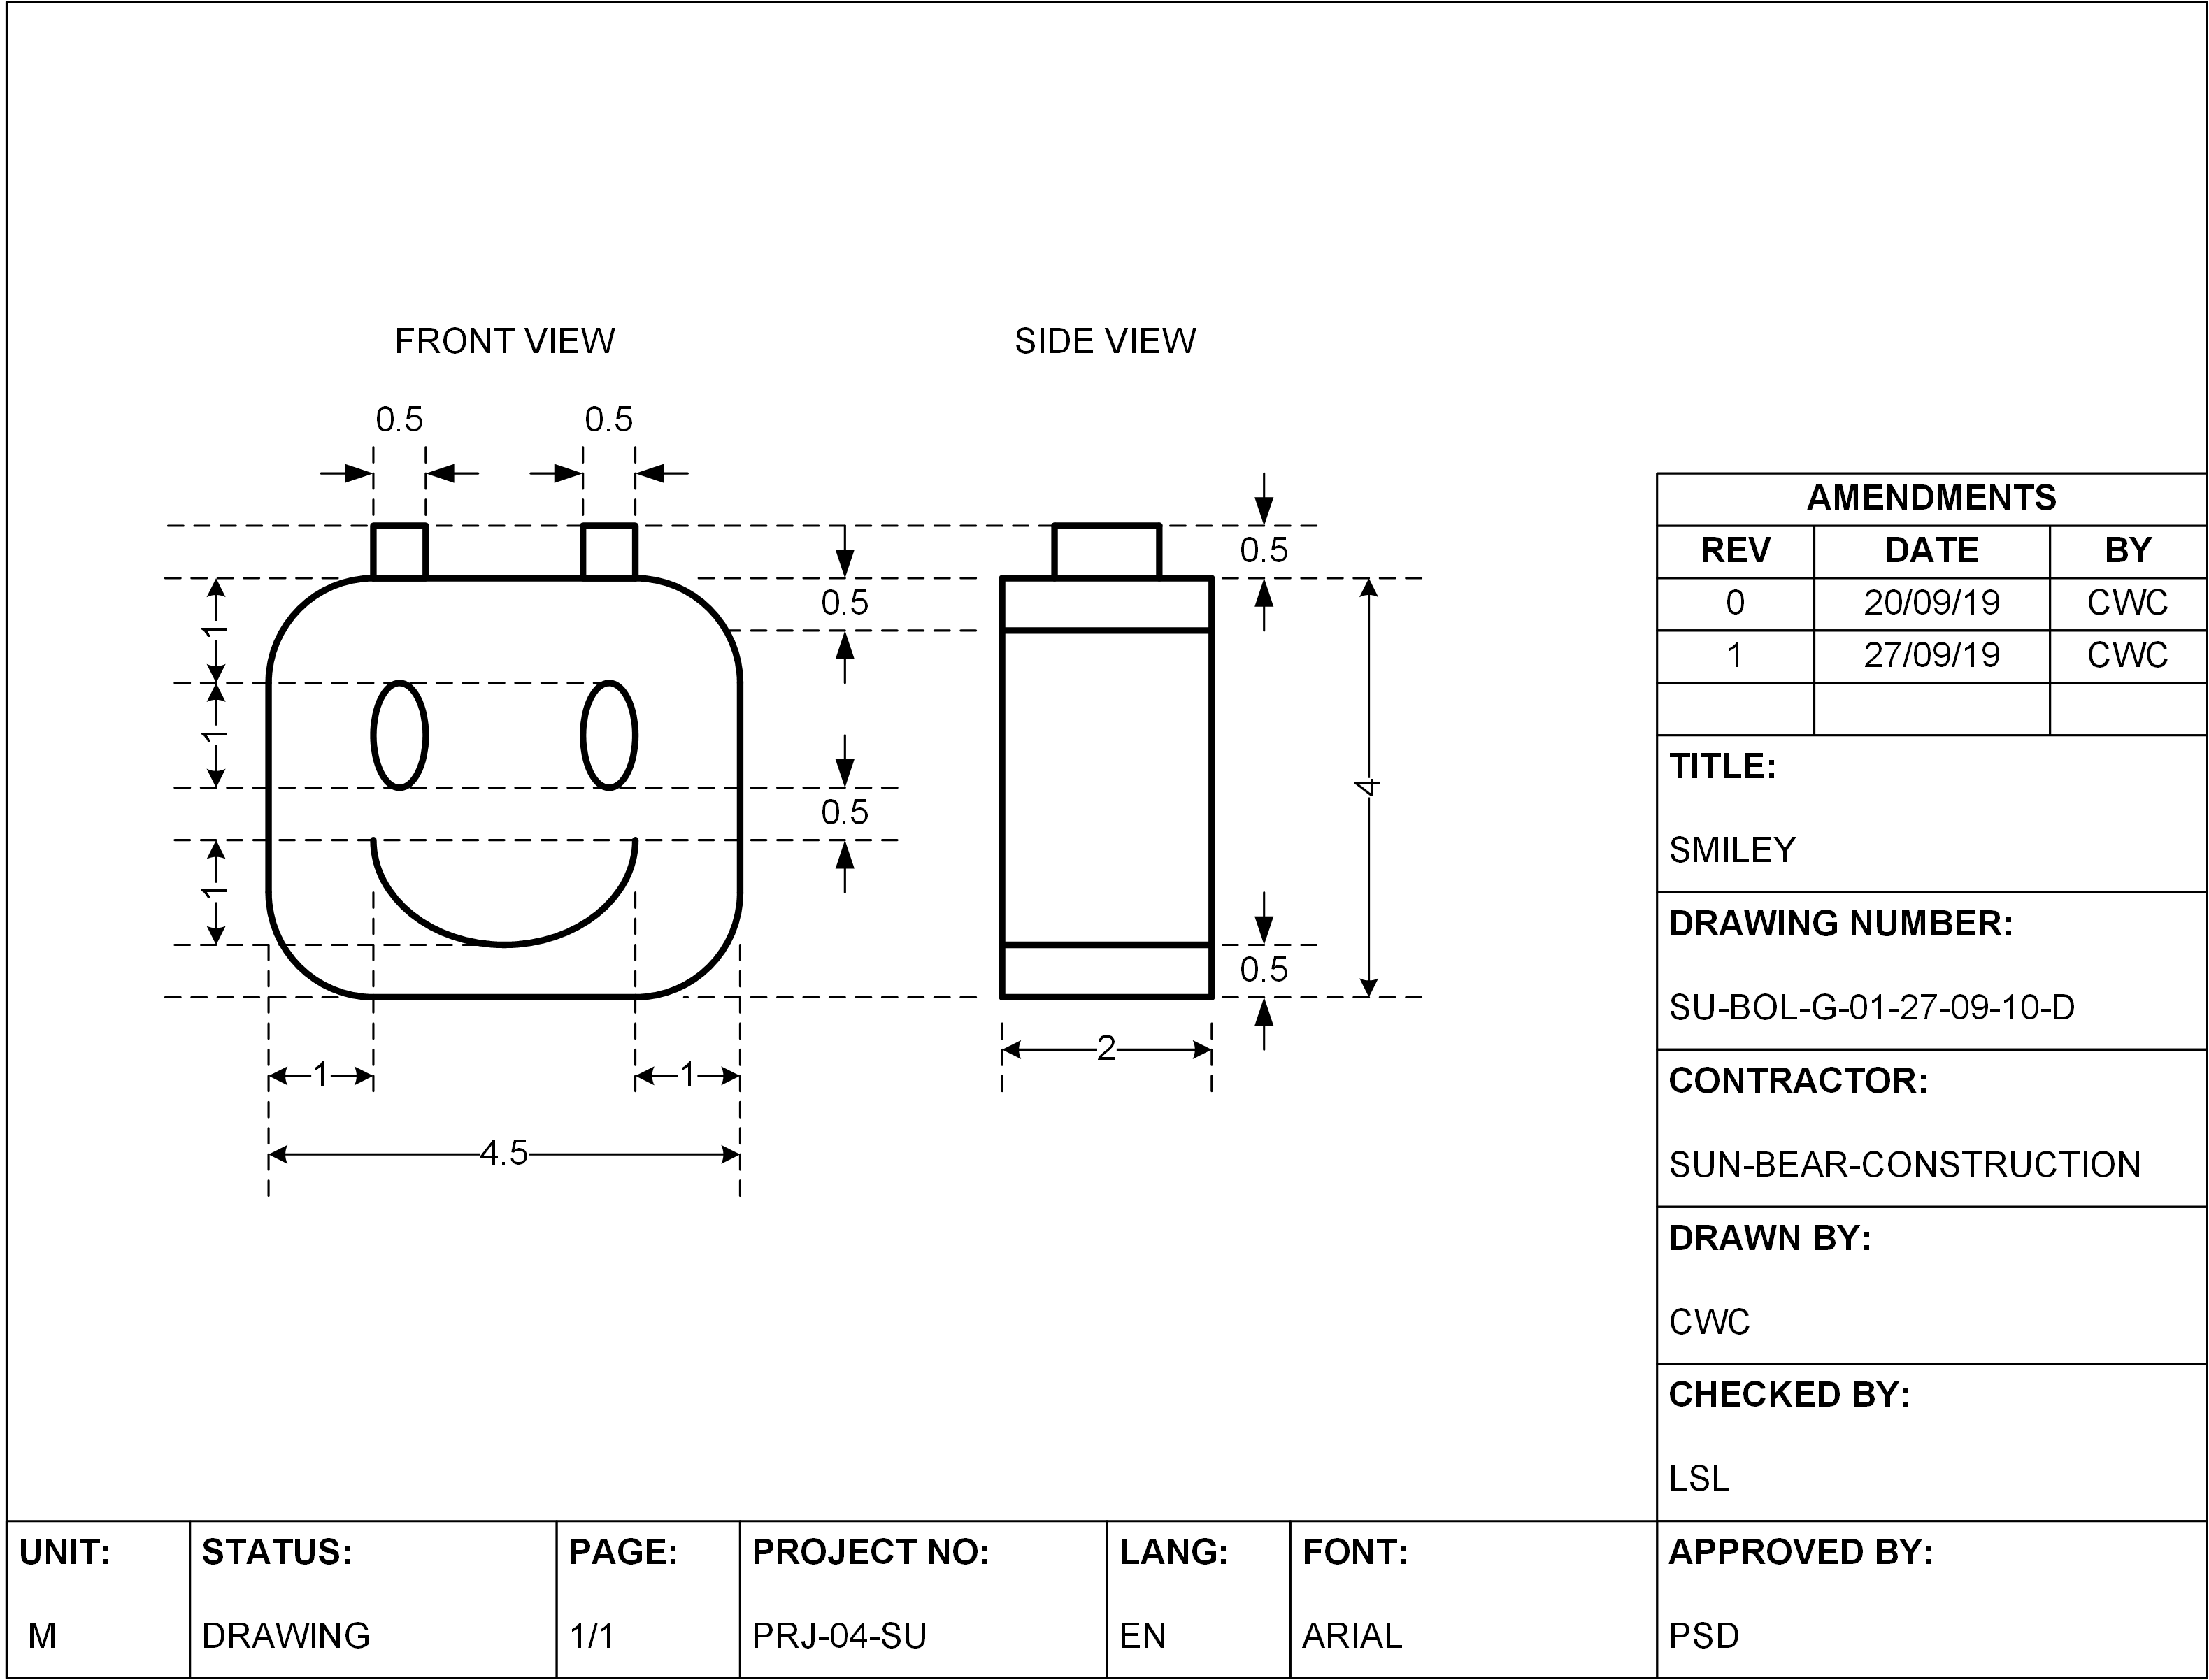 FRONT VIEW
SIDE VIEW
0.5
0.5
0.5
0.5
1
1
0.5
1
4
0.5
2
1
1
4.5
AMENDMENTS
REV DATE BY
0 20/09/19 CWC
1 27/09/19 CWC
TITLE:
SMILEY
DRAWING NUMBER:
SU-BOL-G-01-27-09-10-D
CONTRACTOR:
SUN-BEAR-CONSTRUCTION
DRAWN BY:
CWC
CHECKED BY:
LSL
UNIT:
M
STATUS:
DRAWING
PAGE:
1/1
PROJECT NO:
PRJ-04-SU
LANG:
EN
FONT:
ARIAL
APPROVED BY:
PSD